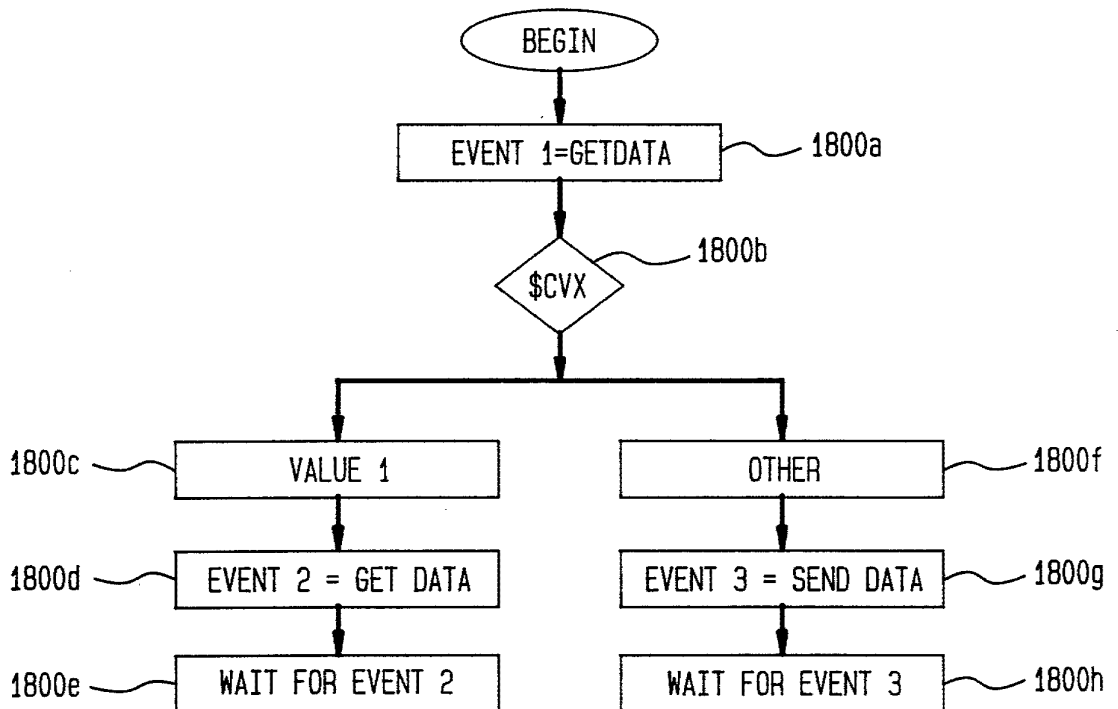 BEGIN
EVENT 1=GETDATA
1800a
$CVX
1800b
1800c
VALUE 1
OTHER
1800f
1800d
EVENT 2 = GET DATA
EVENT 3 = SEND DATA
1800g
1800e
WAIT FOR EVENT 2
WAIT FOR EVENT 3
1800h